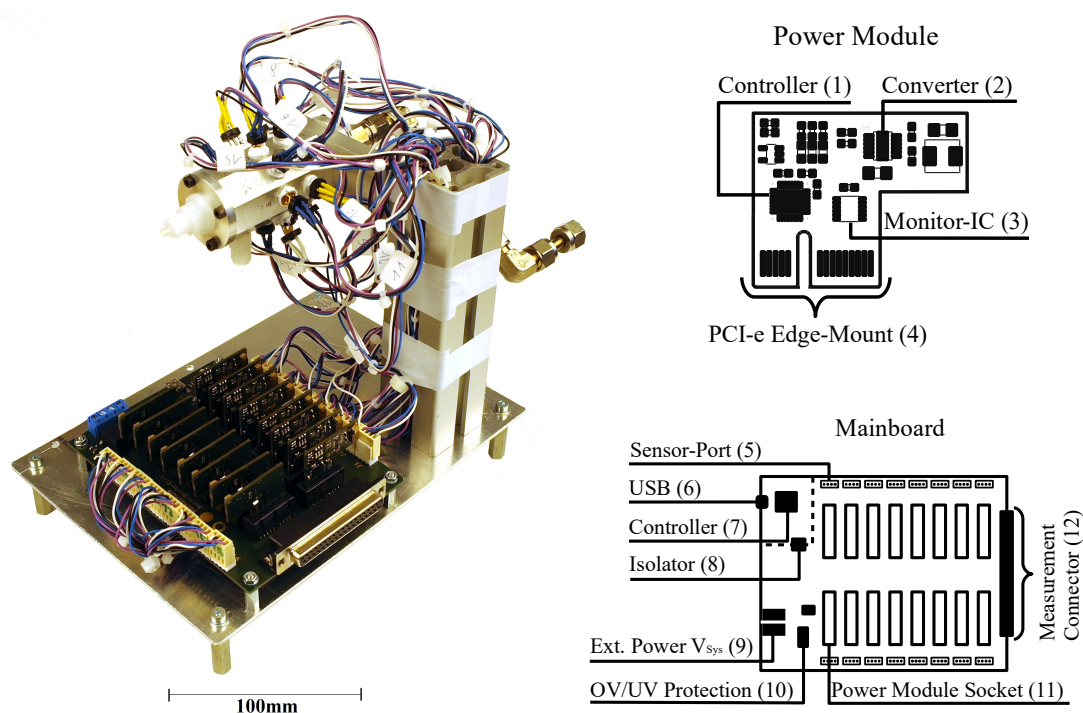 Power Module
Controller (1)
Converter (2)
Monitor-IC (3)
PCI-e Edge-Mount (4)
Mainboard
Sensor-Port (5)
USB (6)
Controller (7)
Isolator (8)
Ext. Power VSys (9)
OV/UV Protection (10)
Power Module Socket (11)
Measurement
Connector (12)
100mm